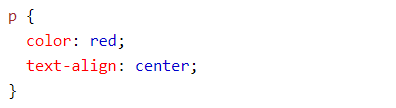 p {
  color: red;
  text-align: center;
}